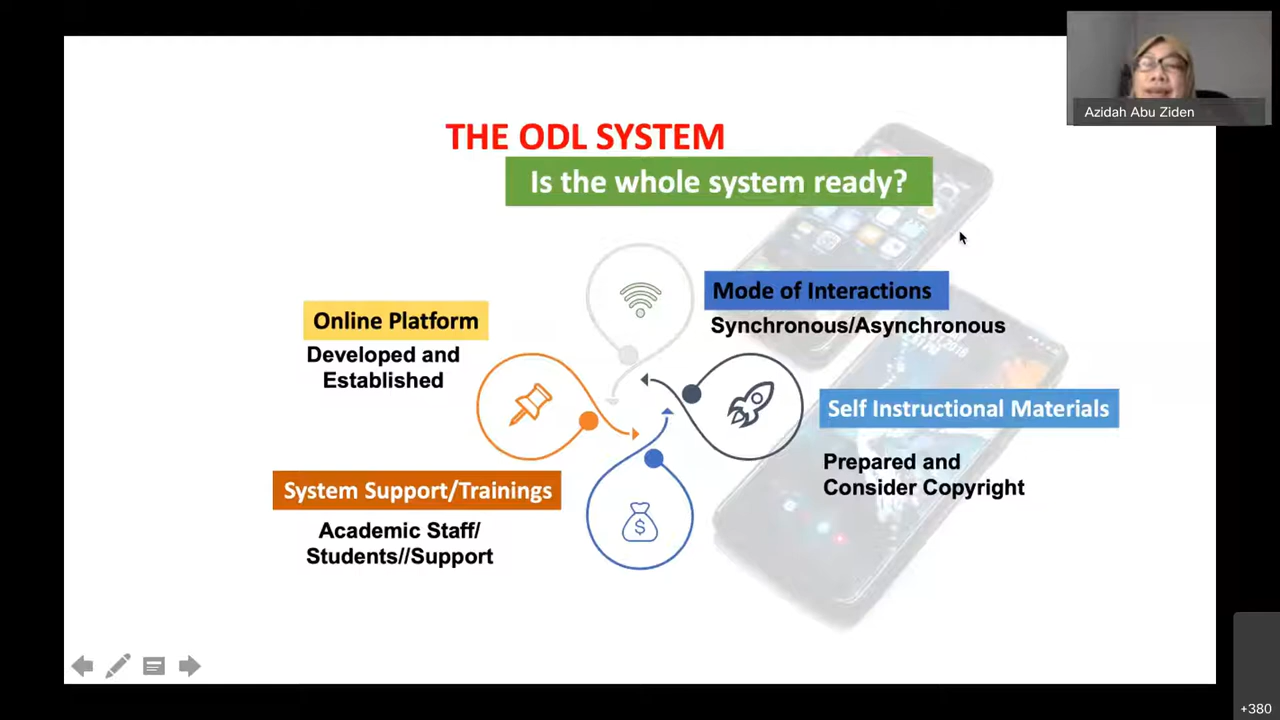 Azidah Abu Ziden
THE ODL SYSTEM
Is the whole system ready?
Mode of Interactions
Synchronous/Asynchronous
Online Platform
Developed and
Established
Self Instructional Materials
Prepared and
Consider Copyright
System Support/Trainings
Academic Staff/
Students//Support
$
+380